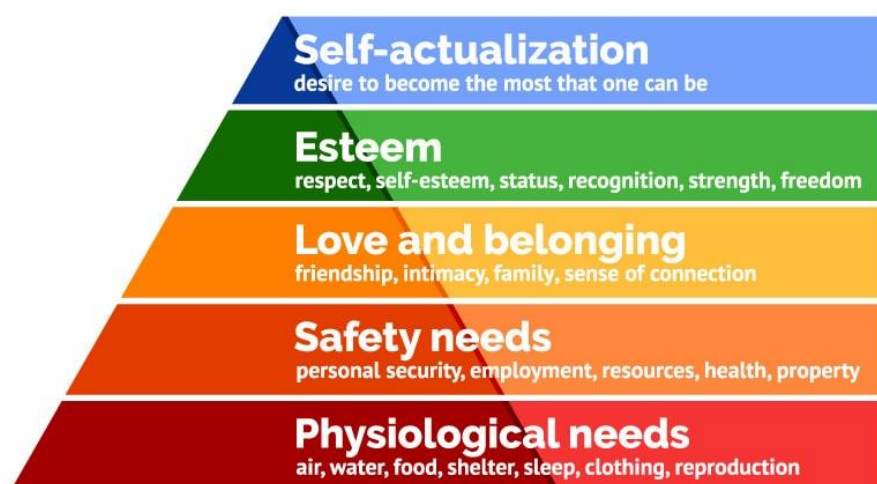 Self-actualization
desire to become the most that one can be
Esteem
respect, self-esteem, status, recognition, strength, freedom
Love and belonging
friendship, intimacy, family, sense of connection
Safety needs
personal security, employment, resources, health, property
Physiological needs
air, water, food, shelter, sleep, clothing, reproduction